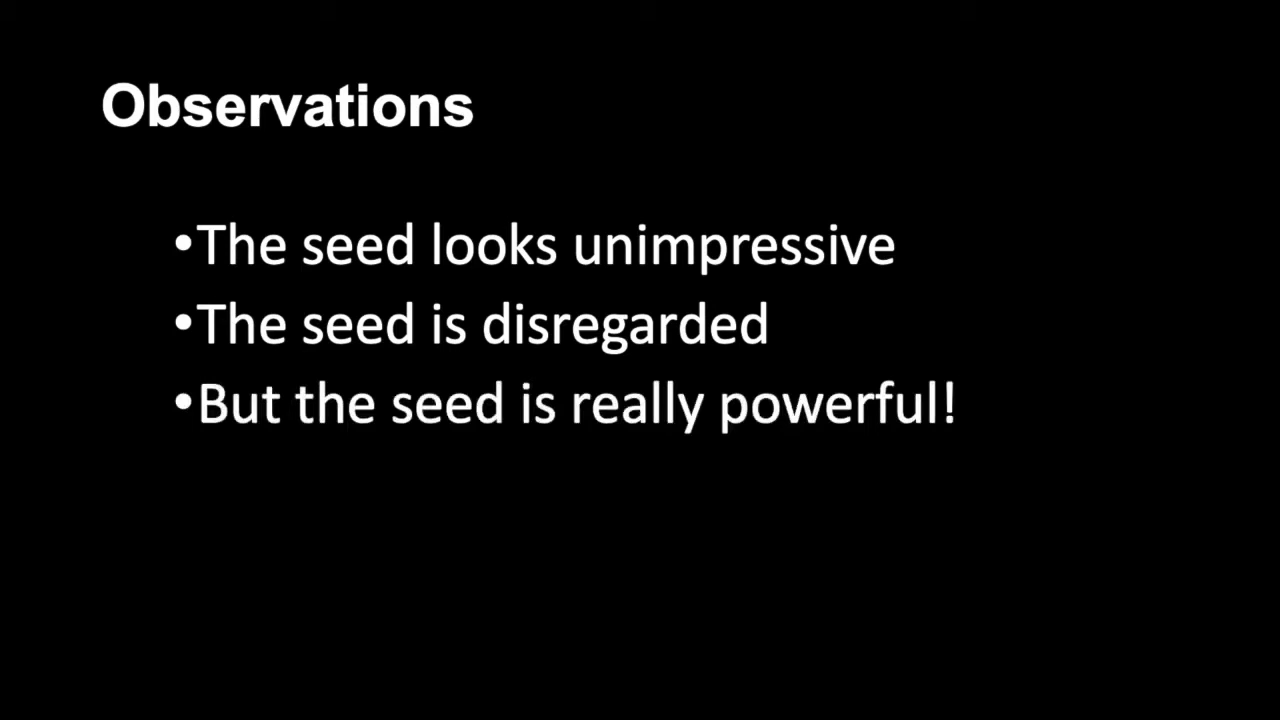 Observations
•The seed looks unimpressive
•The seed is disregarded
•But the seed is really powerful!